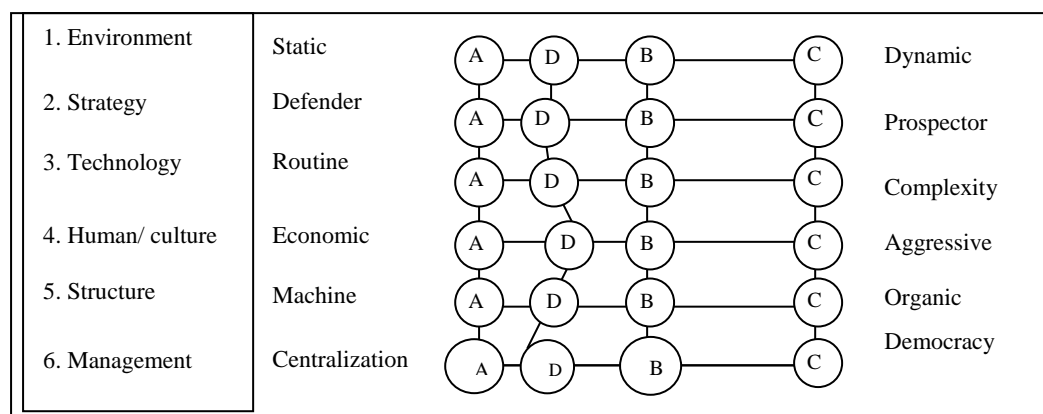 1. Environment Static A D B C Dynamic
2. Strategy Defender A D B C Prospector
3. Technology Routine A D B C Complexity
4. Human/ culture Economic A D B C Aggressive
5. Structure Machine A D B C Organic
6. Management Centralization A D B C Democracy